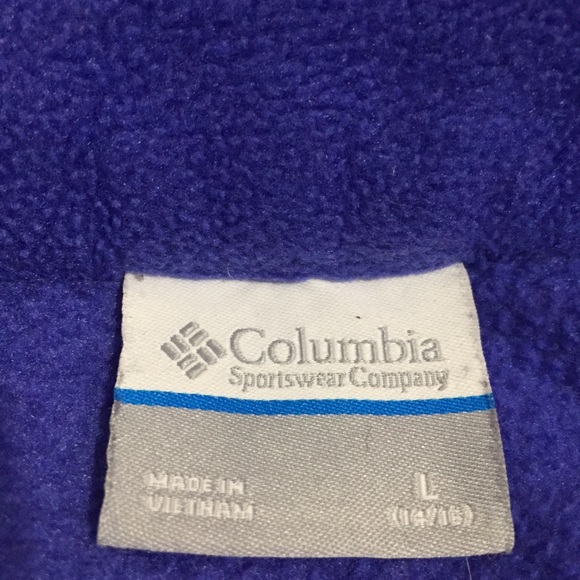 Columbia
Sportswear Company
MADE IN
VIETNAM
L
(14/16)